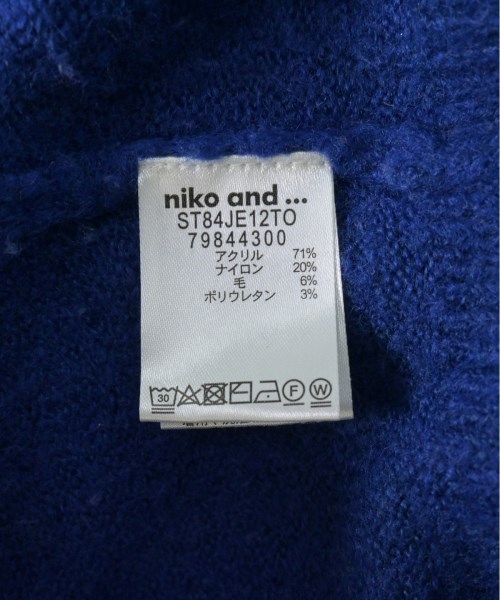 niko and ...
ST84JE12TO
79844300
アクリル 71%
ナイロン 20%
毛 6%
ポリウレタン 3%
30 F W